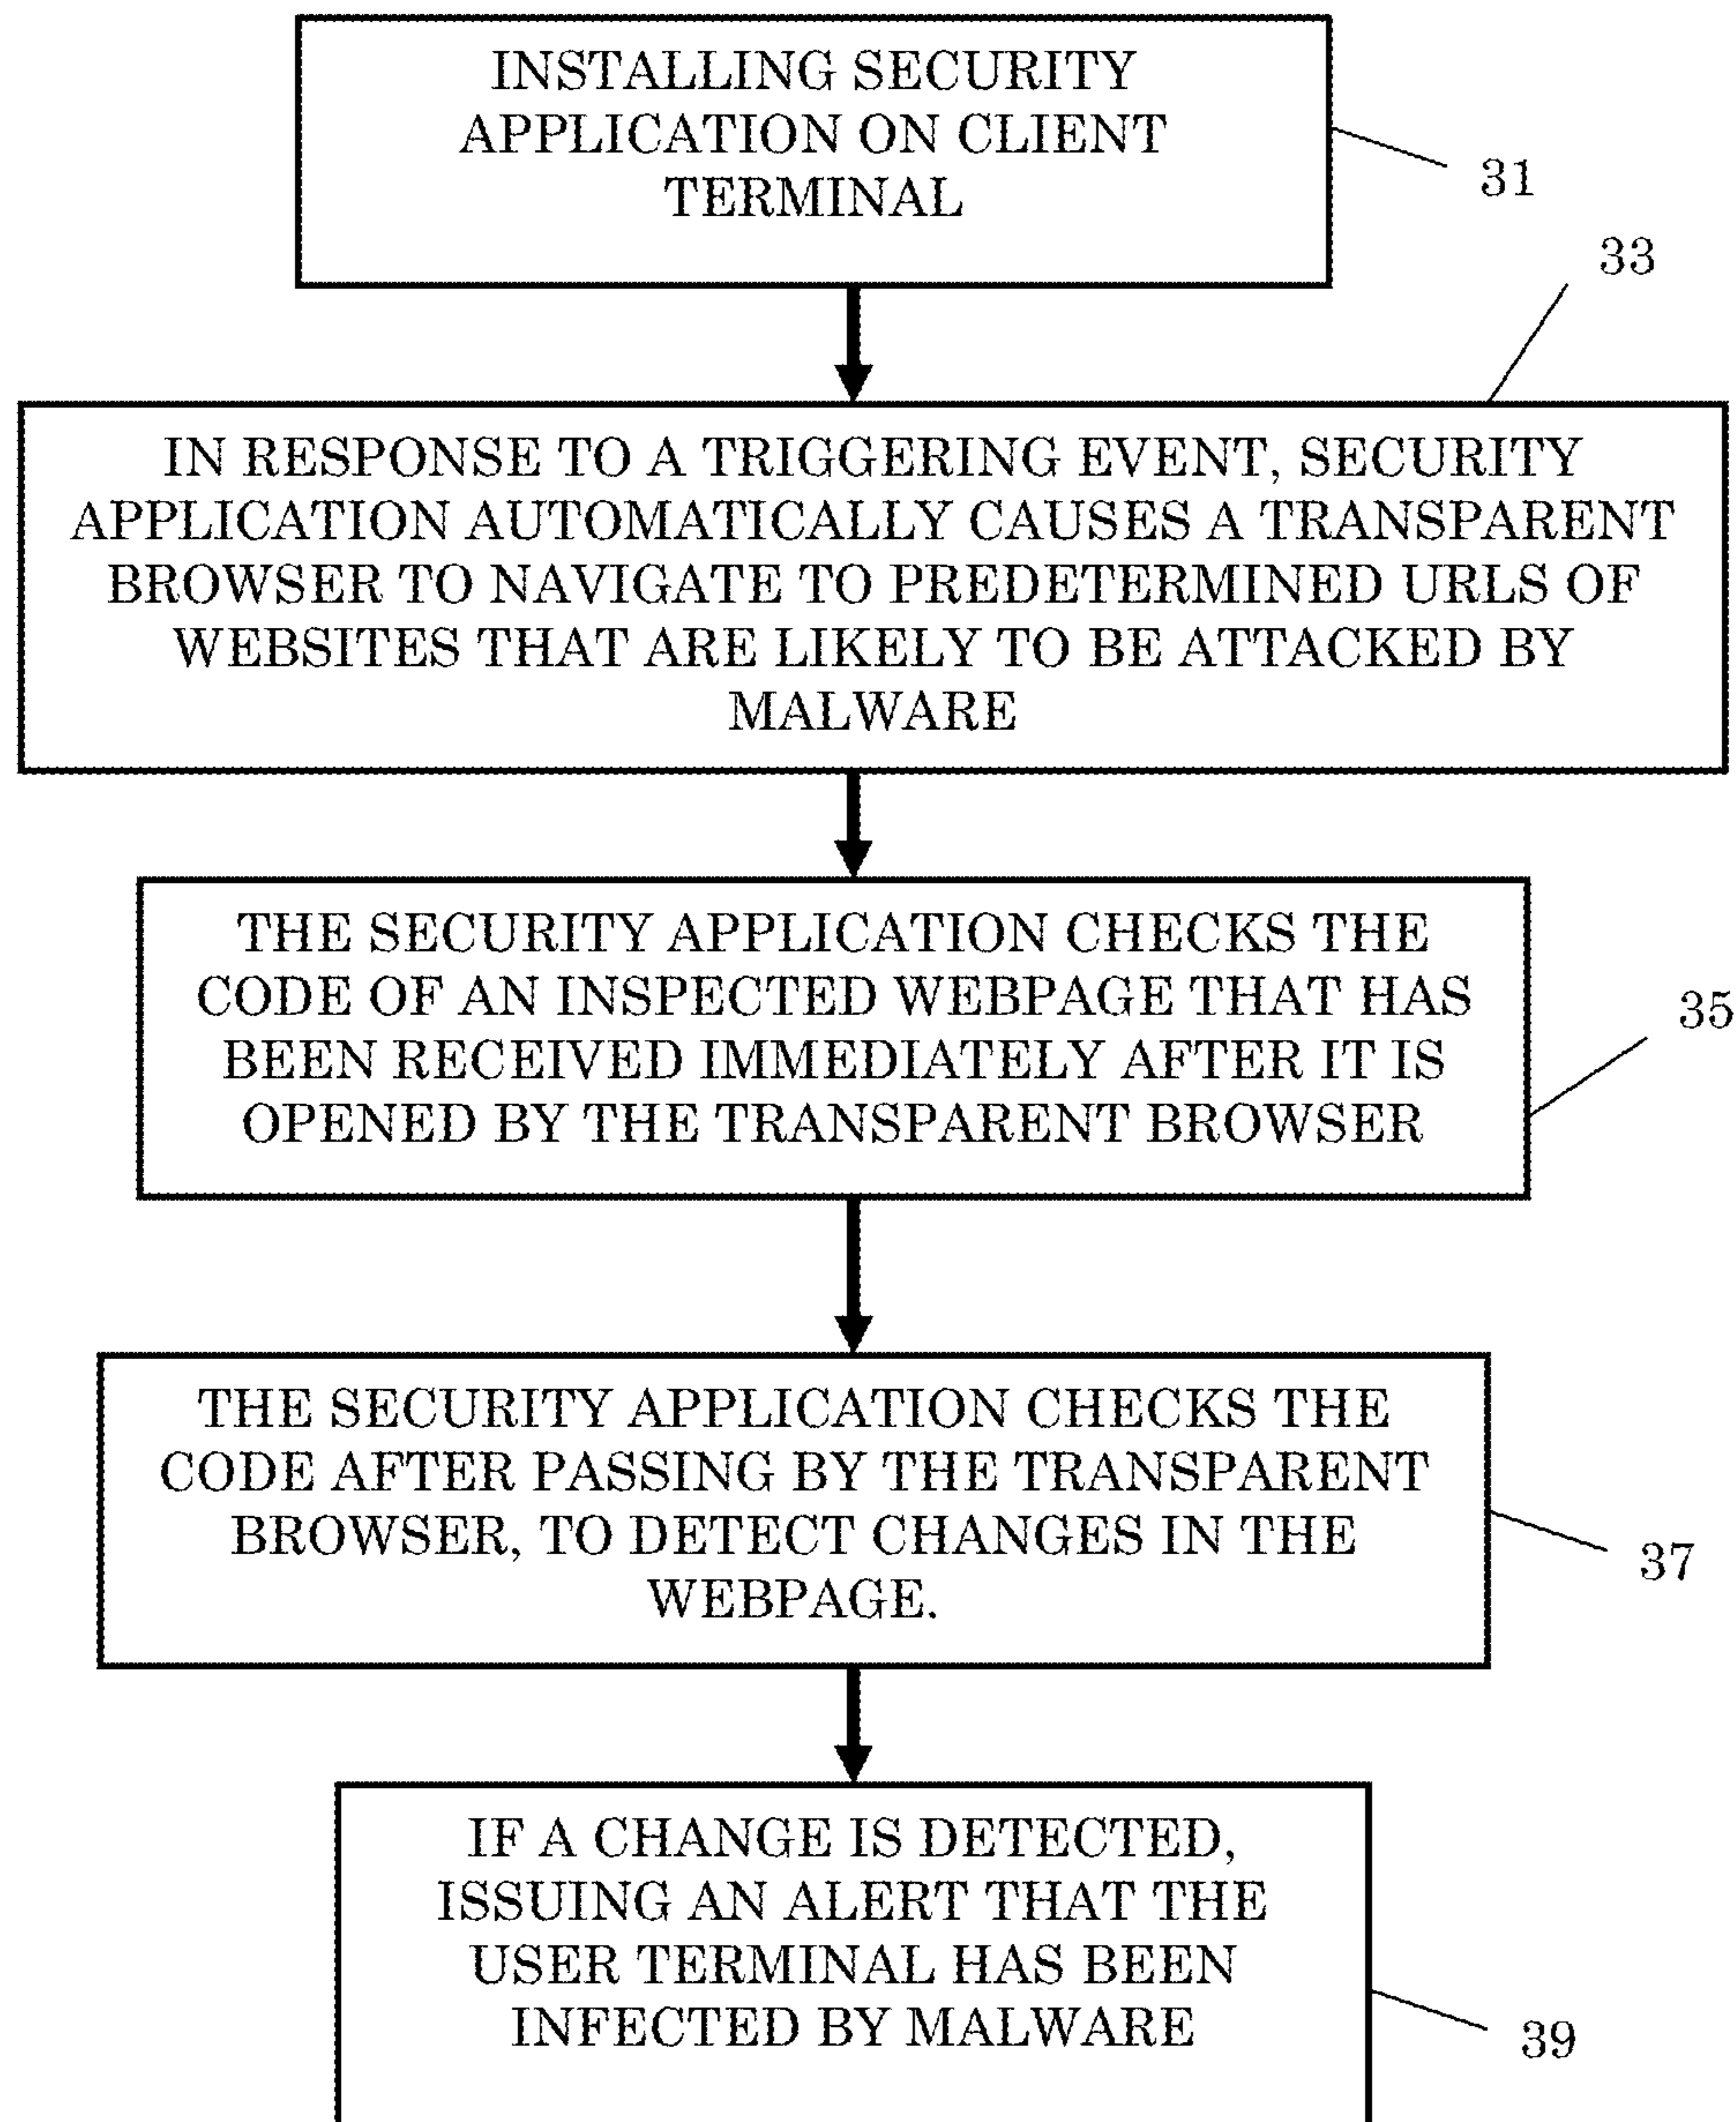 INSTALLING SECURITY
APPLICATION ON CLIENT
TERMINAL
31
33
IN RESPONSE TO A TRIGGERING EVENT, SECURITY
APPLICATION AUTOMATICALLY CAUSES A TRANSPARENT
BROWSER TO NAVIGATE TO PREDETERMINED URLS OF
WEBSITES THAT ARE LIKELY TO BE ATTACKED BY
MALWARE
THE SECURITY APPLICATION CHECKS THE
CODE OF AN INSPECTED WEBPAGE THAT HAS
BEEN RECEIVED IMMEDIATELY AFTER IT IS
OPENED BY THE TRANSPARENT BROWSER
35
THE SECURITY APPLICATION CHECKS THE
CODE AFTER PASSING BY THE TRANSPARENT
BROWSER, TO DETECT CHANGES IN THE
WEBPAGE.
37
IF A CHANGE IS DETECTED,
ISSUING AN ALERT THAT THE
USER TERMINAL HAS BEEN
INFECTED BY MALWARE
39